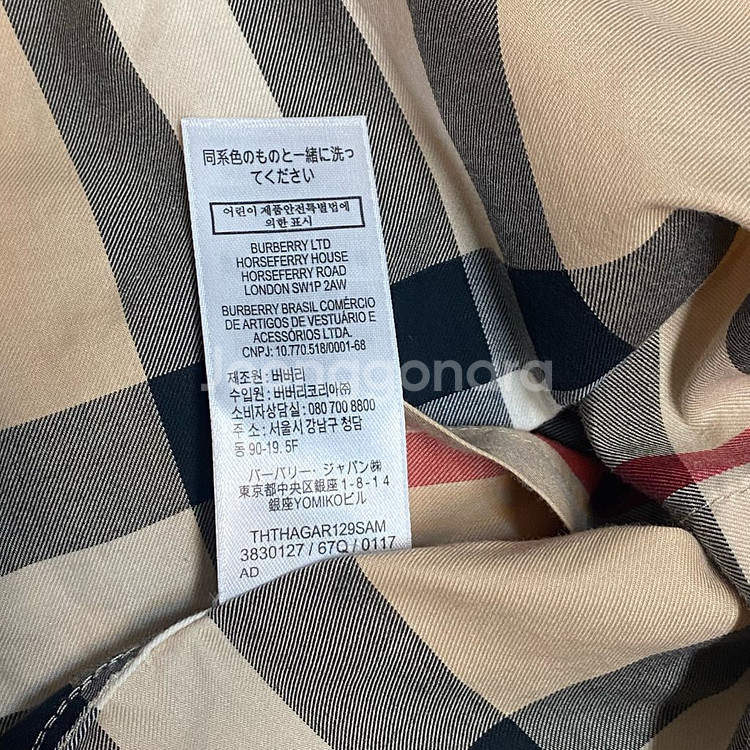 同系色のものと一緒に洗っ
てください
어린이 제품안전특별법에
의한 표시
BURBERRY LTD
HORSEFERRY HOUSE
HORSEFERRY ROAD
LONDON SW1P 2AW
BURBERRY BRASIL COMÉRCIO
DE ARTIGOS DE VESTUÁRIO E
ACESSÓRIOS LTDA.
CNPJ: 10.770.518/0001-68
제조원 : 버버리
수입원 : 버버리코리아㈜
소비자상담실 : 080 700 8800
주 소 : 서울시 강남구 청담
동 90-19. 5F
バーバリー・ジャパン㈱
東京都中央区銀座1-8-14
銀座YOMIKOビル
THTHAGAR129SAM
3830127 / 67Q / 0117
AD
Joonggonara